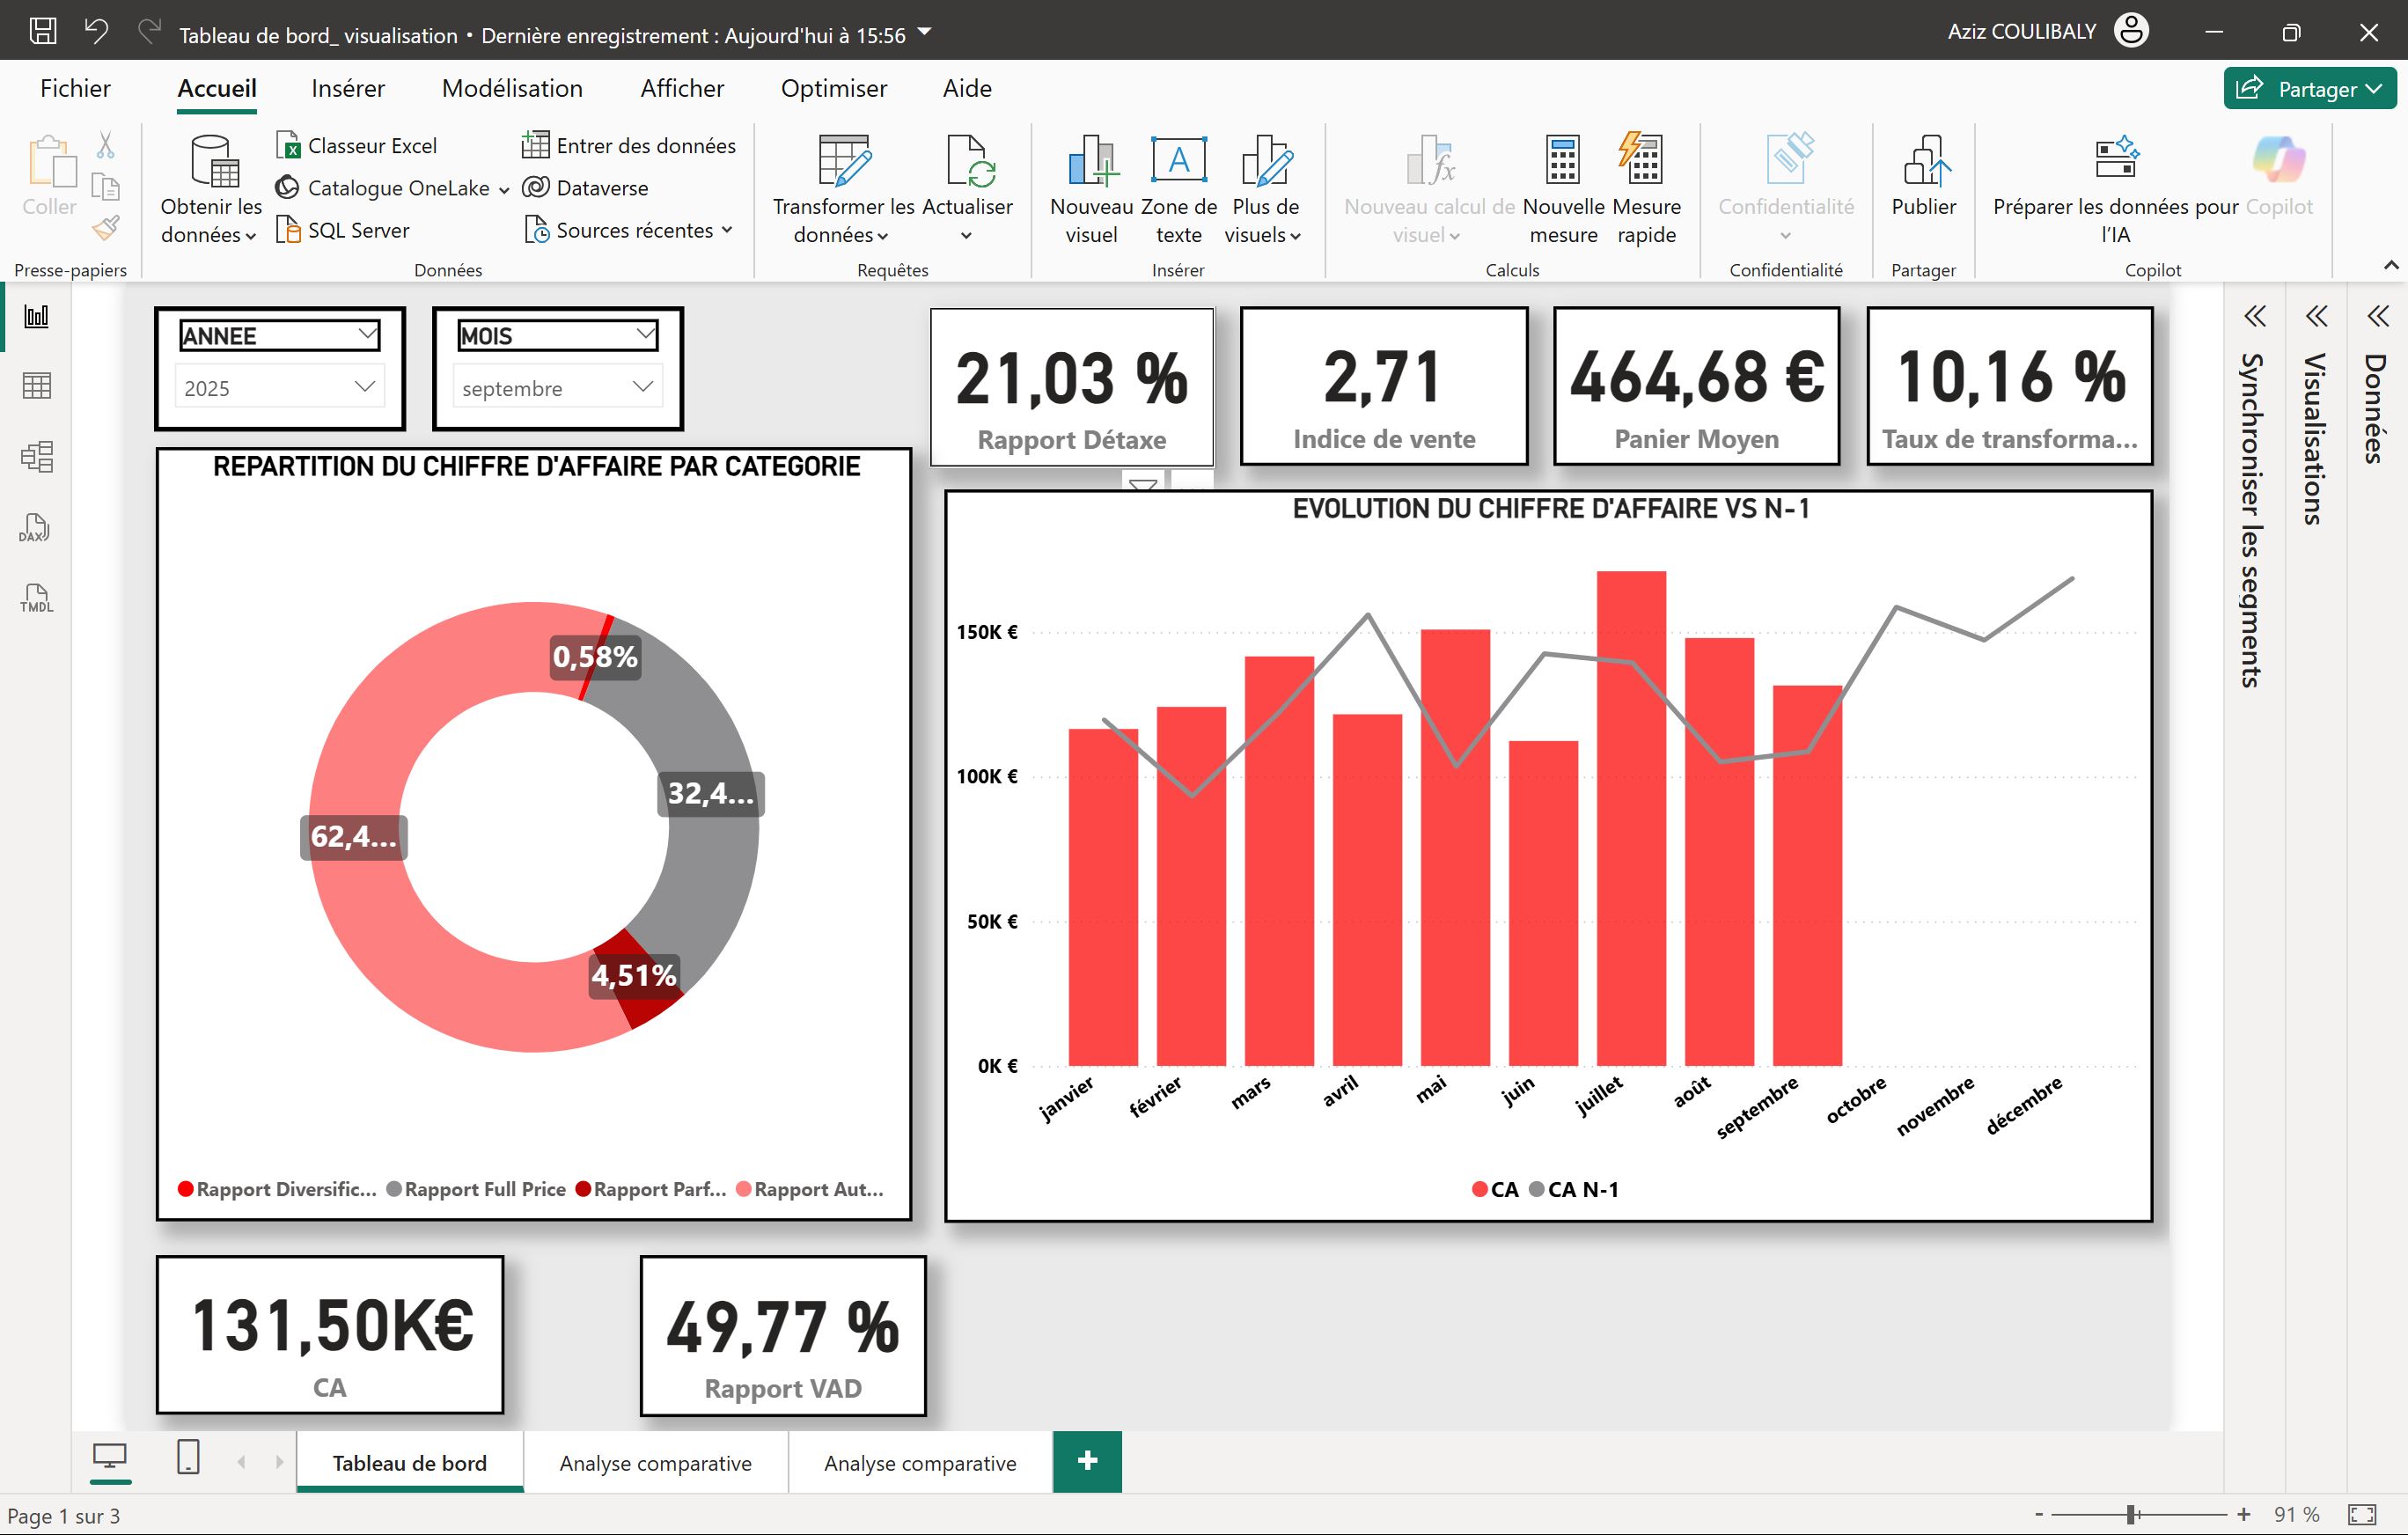 Tableau de bord_ visualisation • Dernière enregistrement : Aujourd'hui à 15:56
Aziz COULIBALY
Fichier Accueil Insérer Modélisation Afficher Optimiser Aide
Partager
Coller
Presse-papiers
Obtenir les données
Classeur Excel
Catalogue OneLake
SQL Server
Entrer des données
Dataverse
Sources récentes
Données
Transformer les données
Actualiser
Requêtes
Nouveau visuel
Zone de texte
Plus de visuels
Insérer
Nouveau calcul de visuel
Nouvelle mesure
Mesure rapide
Calculs
Confidentialité
Confidentialité
Publier
Partager
Préparer les données pour l'IA
Copilot
Copilot
DAX
TMDL
ANNEE
2025
MOIS
septembre
21,03 %
Rapport Détaxe
2,71
Indice de vente
464,68 €
Panier Moyen
10,16 %
Taux de transforma...
REPARTITION DU CHIFFRE D'AFFAIRE PAR CATEGORIE
0,58%
32,4...
62,4...
4,51%
Rapport Diversific... Rapport Full Price Rapport Parf... Rapport Aut...
EVOLUTION DU CHIFFRE D'AFFAIRE VS N-1
150K €
100K €
50K €
0K €
janvier février mars avril mai juin juillet août septembre octobre novembre décembre
CA CA N-1
131,50K€
CA
49,77 %
Rapport VAD
Synchroniser les segments
Visualisations
Données
Tableau de bord Analyse comparative Analyse comparative +
Page 1 sur 3
- + 91 %